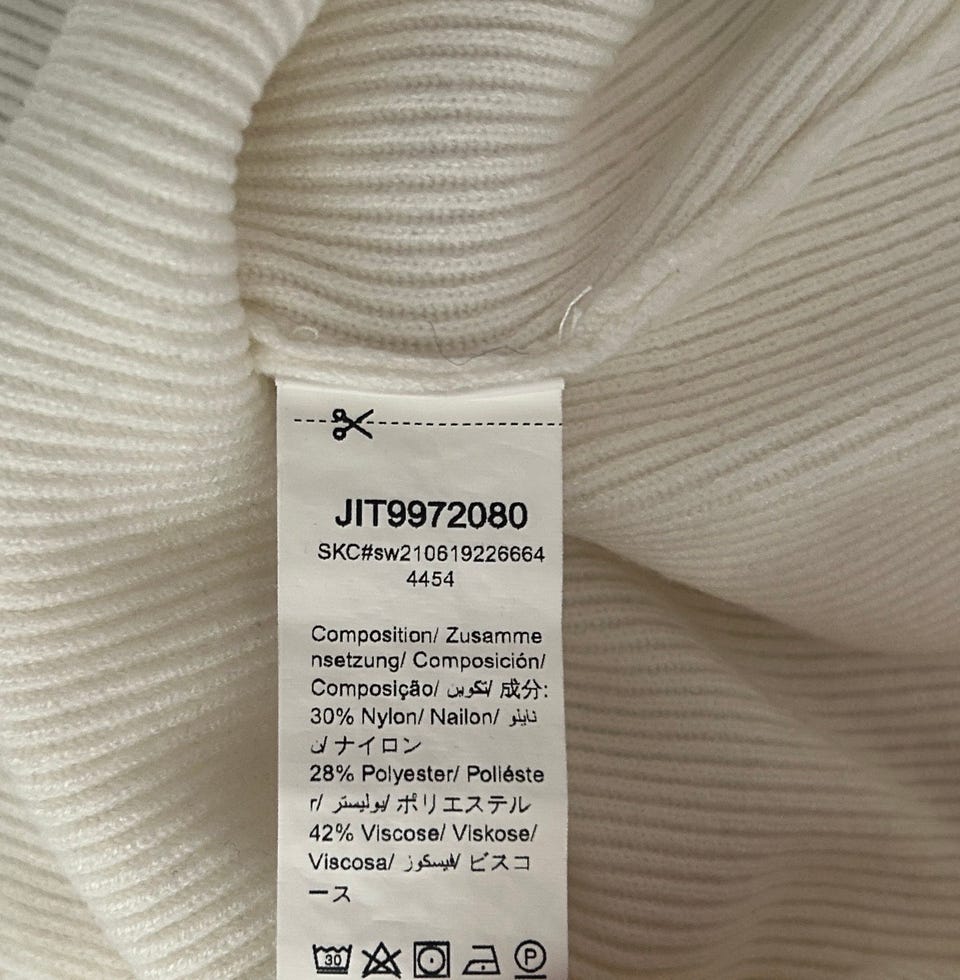 JIT9972080
SKC#sw210619226664
4454
Composition/ Zusamme
nsetzung/ Composición/
Composição/ تكوين/ 成分:
30% Nylon/ Nailon/ نايلو
ن/ ナイロン
28% Polyester/ Poliéste
r/ بوليستر/ ポリエステル
42% Viscose/ Viskose/
Viscosa/ فيسكوز/ ビスコ
ース
30
P